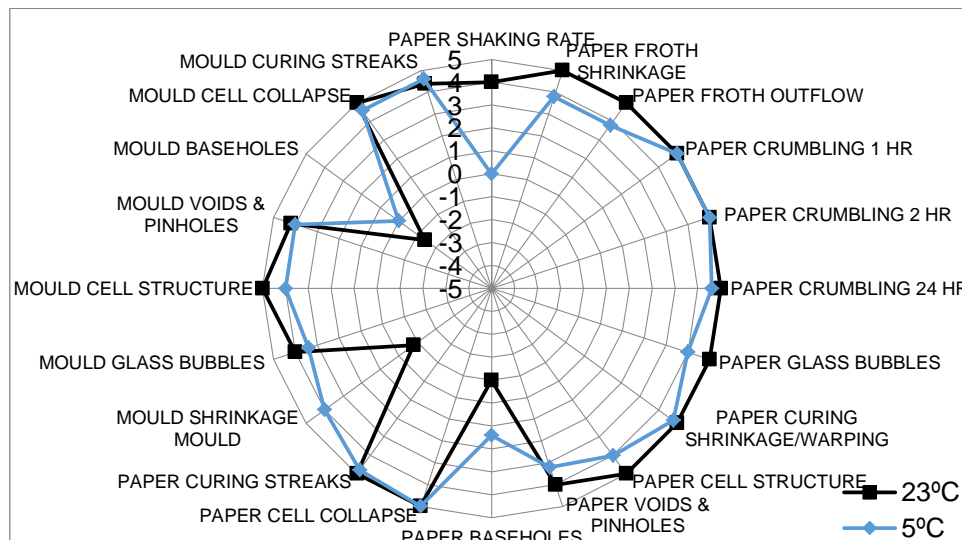 PAPER SHAKING RATE
PAPER FROTH
SHRINKAGE
PAPER FROTH OUTFLOW
PAPER CRUMBLING 1 HR
PAPER CRUMBLING 2 HR
PAPER CRUMBLING 24 HR
PAPER GLASS BUBBLES
PAPER CURING
SHRINKAGE/WARPING
PAPER CELL STRUCTURE
PAPER VOIDS &
PINHOLES
PAPER BASEHOLES
PAPER CELL COLLAPSE
PAPER CURING STREAKS
MOULD SHRINKAGE
MOULD
MOULD GLASS BUBBLES
MOULD CELL STRUCTURE
MOULD VOIDS &
PINHOLES
MOULD BASEHOLES
MOULD CELL COLLAPSE
MOULD CURING STREAKS
5
4
3
2
1
0
-1
-2
-3
-4
-5
23ºC
5ºC